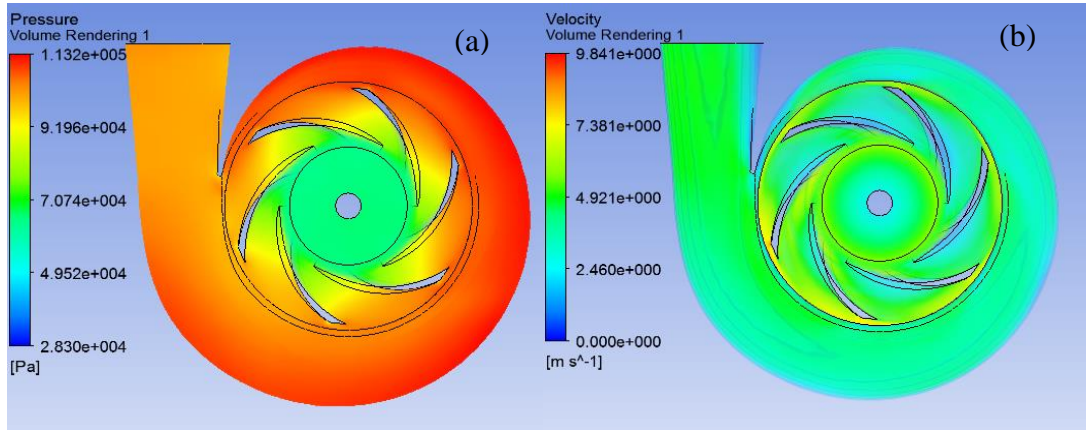 Pressure
Volume Rendering 1
(a)
1.132e+005
9.196e+004
7.074e+004
4.952e+004
2.830e+004
[Pa]
Velocity
Volume Rendering 1
(b)
9.841e+000
7.381e+000
4.921e+000
2.460e+000
0.000e+000
[m s^-1]